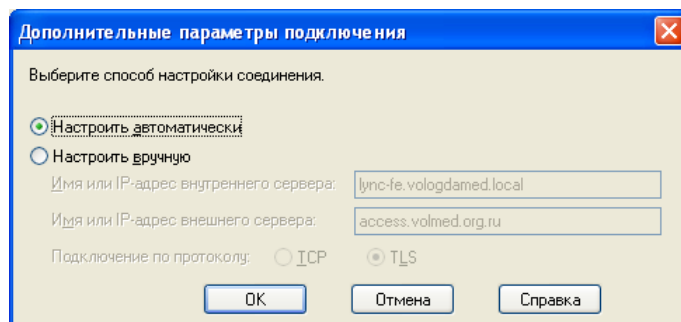 Дополнительные параметры подключения
Выберите способ настройки соединения.
Настроить автоматически
Настроить вручную
Имя или IP-адрес внутреннего сервера: lync-fe.vologdamed.local
Имя или IP-адрес внешнего сервера: access.volmed.org.ru
Подключение по протоколу: TCP TLS
OK Отмена Справка